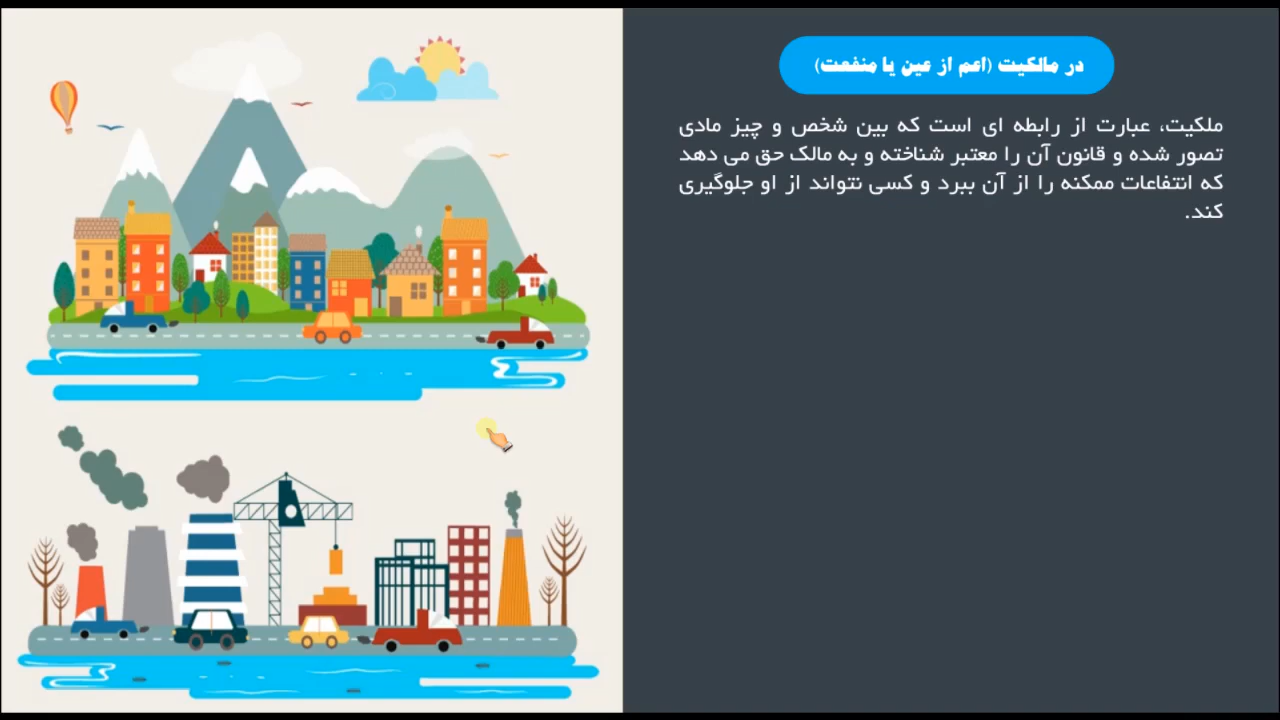 در مالکیت (اعم از عین یا منفعت)
ملکیت، عبارت از رابطه ای است که بین شخص و چیز مادی
تصور شده و قانون آن را معتبر شناخته و به مالک حق می دهد
که انتفاعات ممکنه را از آن ببرد و کسی نتواند از او جلوگیری
کند.